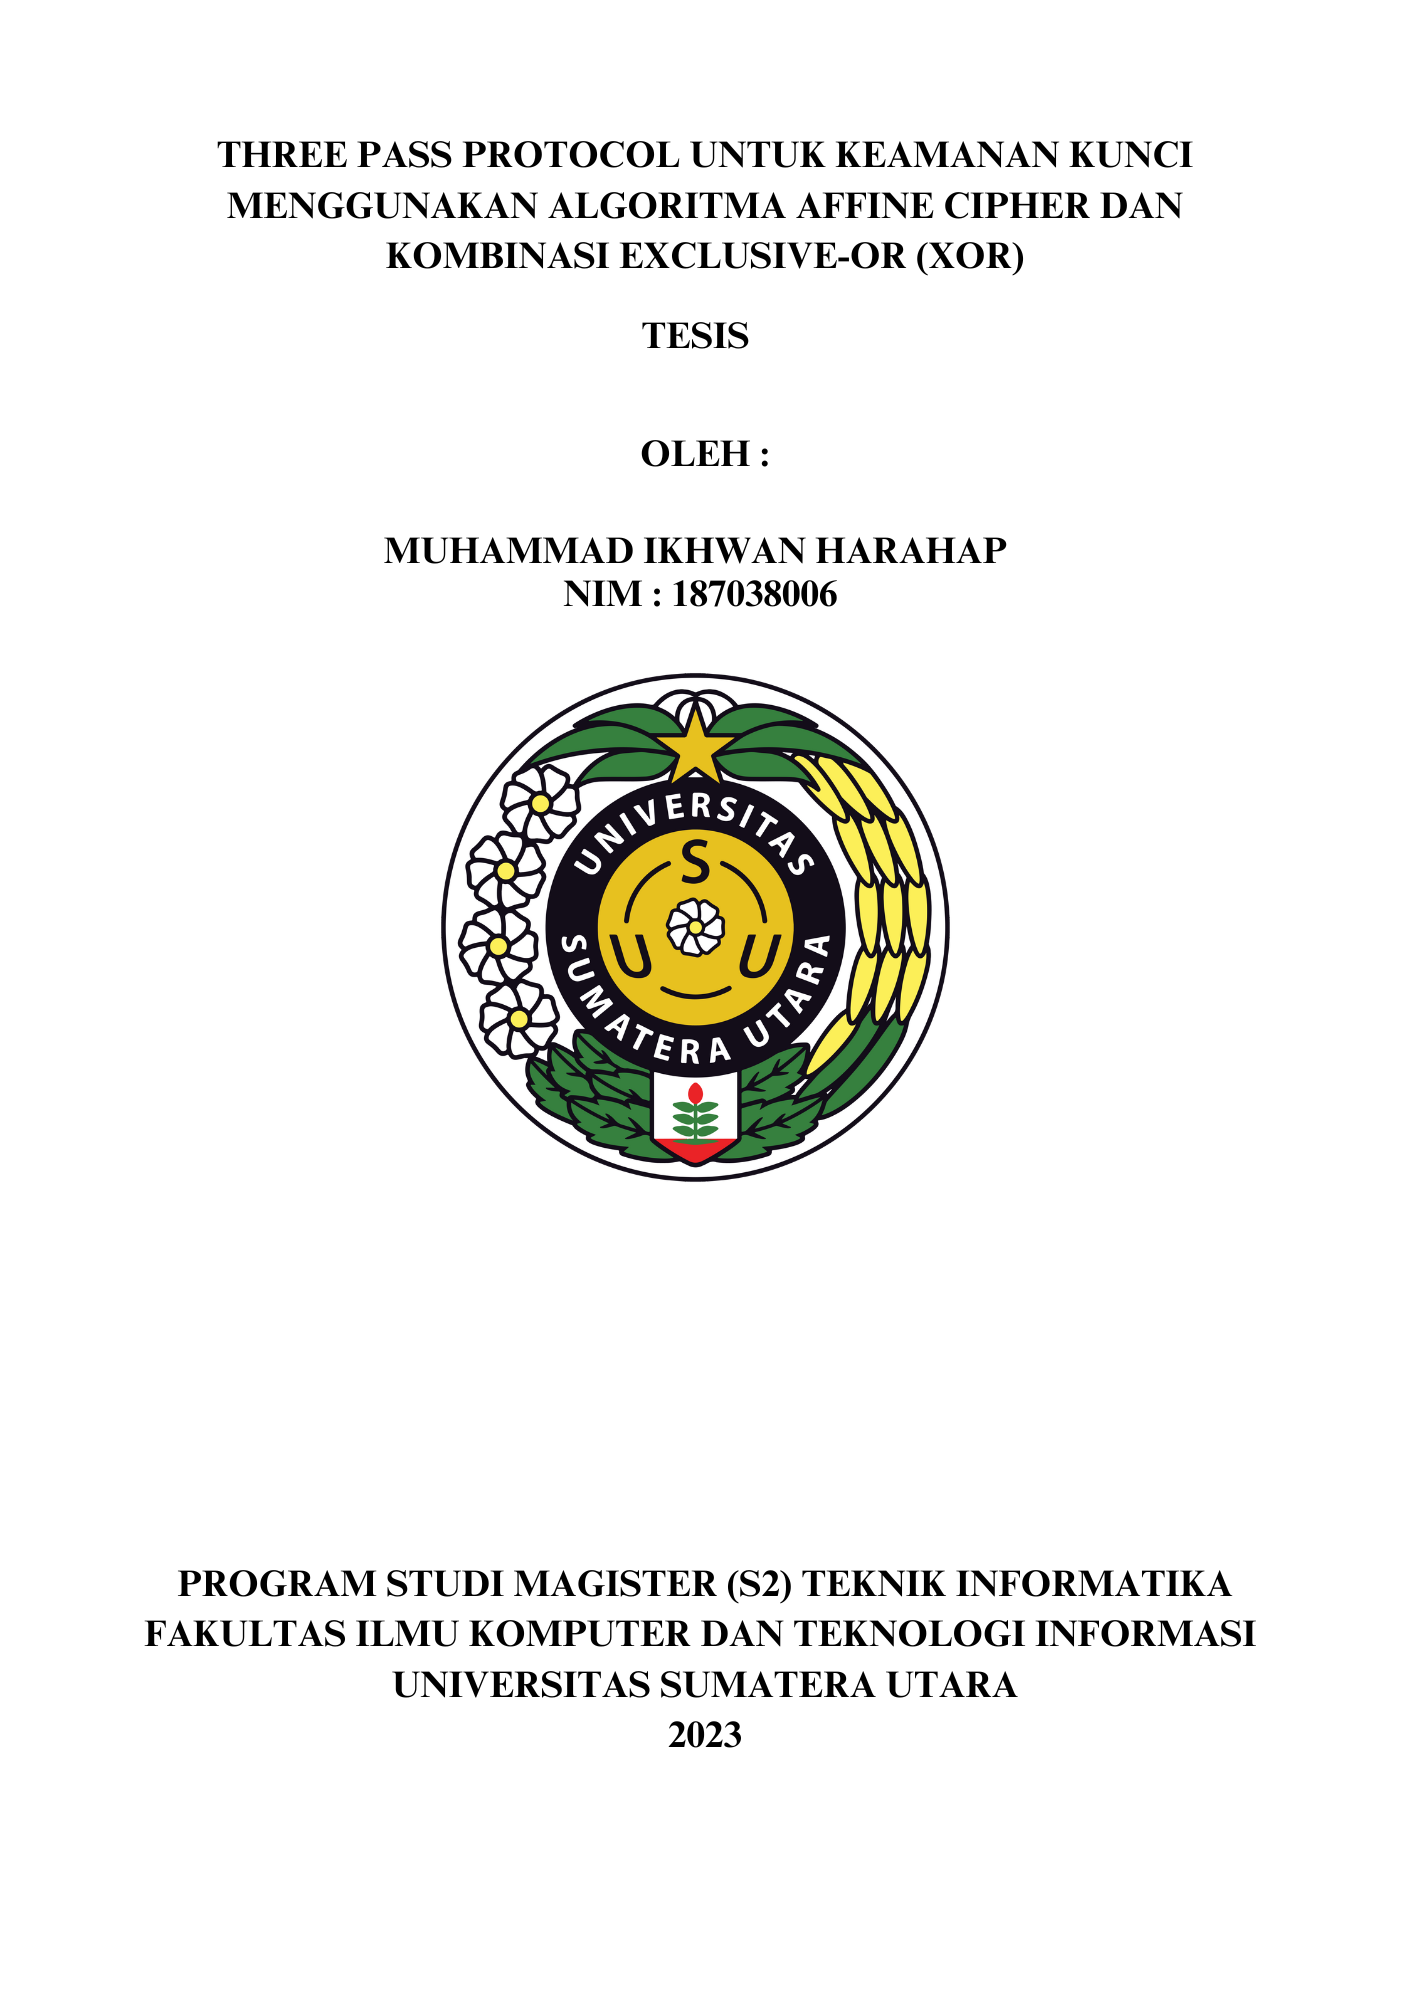 THREE PASS PROTOCOL UNTUK KEAMANAN KUNCI
MENGGUNAKAN ALGORITMA AFFINE CIPHER DAN
KOMBINASI EXCLUSIVE-OR (XOR)
TESIS
OLEH :
MUHAMMAD IKHWAN HARAHAP
NIM : 187038006
UNIVERSITAS
SUMATERA UTARA
S
U U
PROGRAM STUDI MAGISTER (S2) TEKNIK INFORMATIKA
FAKULTAS ILMU KOMPUTER DAN TEKNOLOGI INFORMASI
UNIVERSITAS SUMATERA UTARA
2023